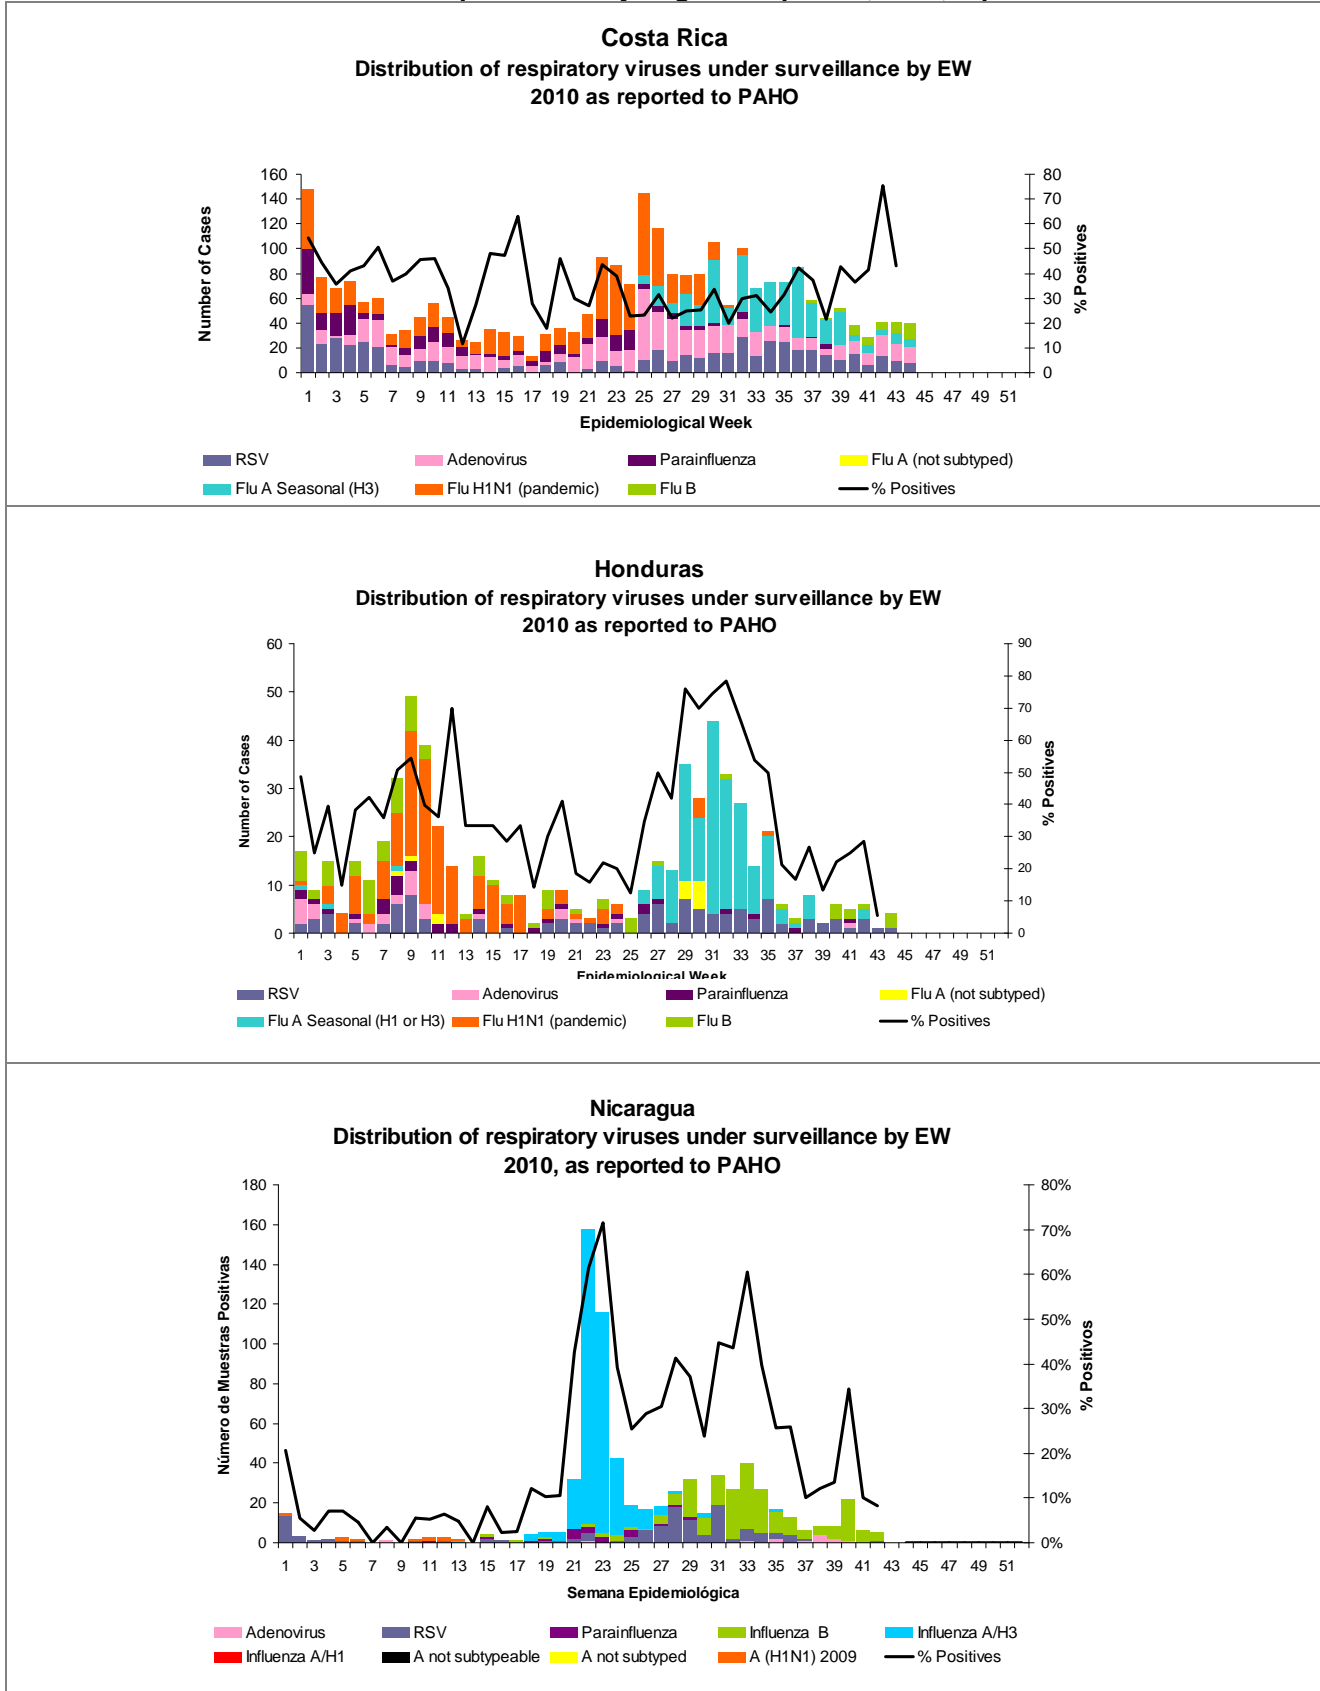 Costa Rica
Distribution of respiratory viruses under surveillance by EW
2010 as reported to PAHO
160
140
120
100
80
60
40
20
0
Number of Cases
80
70
60
50
40
30
20
10
0
% Positives
1 3 5 7 9 11 13 15 17 19 21 23 25 27 29 31 33 35 37 39 41 43 45 47 49 51
Epidemiological Week
RSV Adenovirus Parainfluenza Flu A (not subtyped)
Flu A Seasonal (H3) Flu H1N1 (pandemic) Flu B % Positives
Honduras
Distribution of respiratory viruses under surveillance by EW
2010 as reported to PAHO
60
50
40
30
20
10
0
Number of Cases
90
80
70
60
50
40
30
20
10
0
% Positives
1 3 5 7 9 11 13 15 17 19 21 23 25 27 29 31 33 35 37 39 41 43 45 47 49 51
Epidemiological Week
RSV Adenovirus Parainfluenza Flu A (not subtyped)
Flu A Seasonal (H1 or H3) Flu H1N1 (pandemic) Flu B % Positives
Nicaragua
Distribution of respiratory viruses under surveillance by EW
2010, as reported to PAHO
180
160
140
120
100
80
60
40
20
0
Número de Muestras Positivas
80%
70%
60%
50%
40%
30%
20%
10%
0%
% Positivos
1 3 5 7 9 11 13 15 17 19 21 23 25 27 29 31 33 35 37 39 41 43 45 47 49 51
Semana Epidemiológica
Adenovirus RSV Parainfluenza Influenza B Influenza A/H3
Influenza A/H1 A not subtypeable A not subtyped A (H1N1) 2009 % Positives